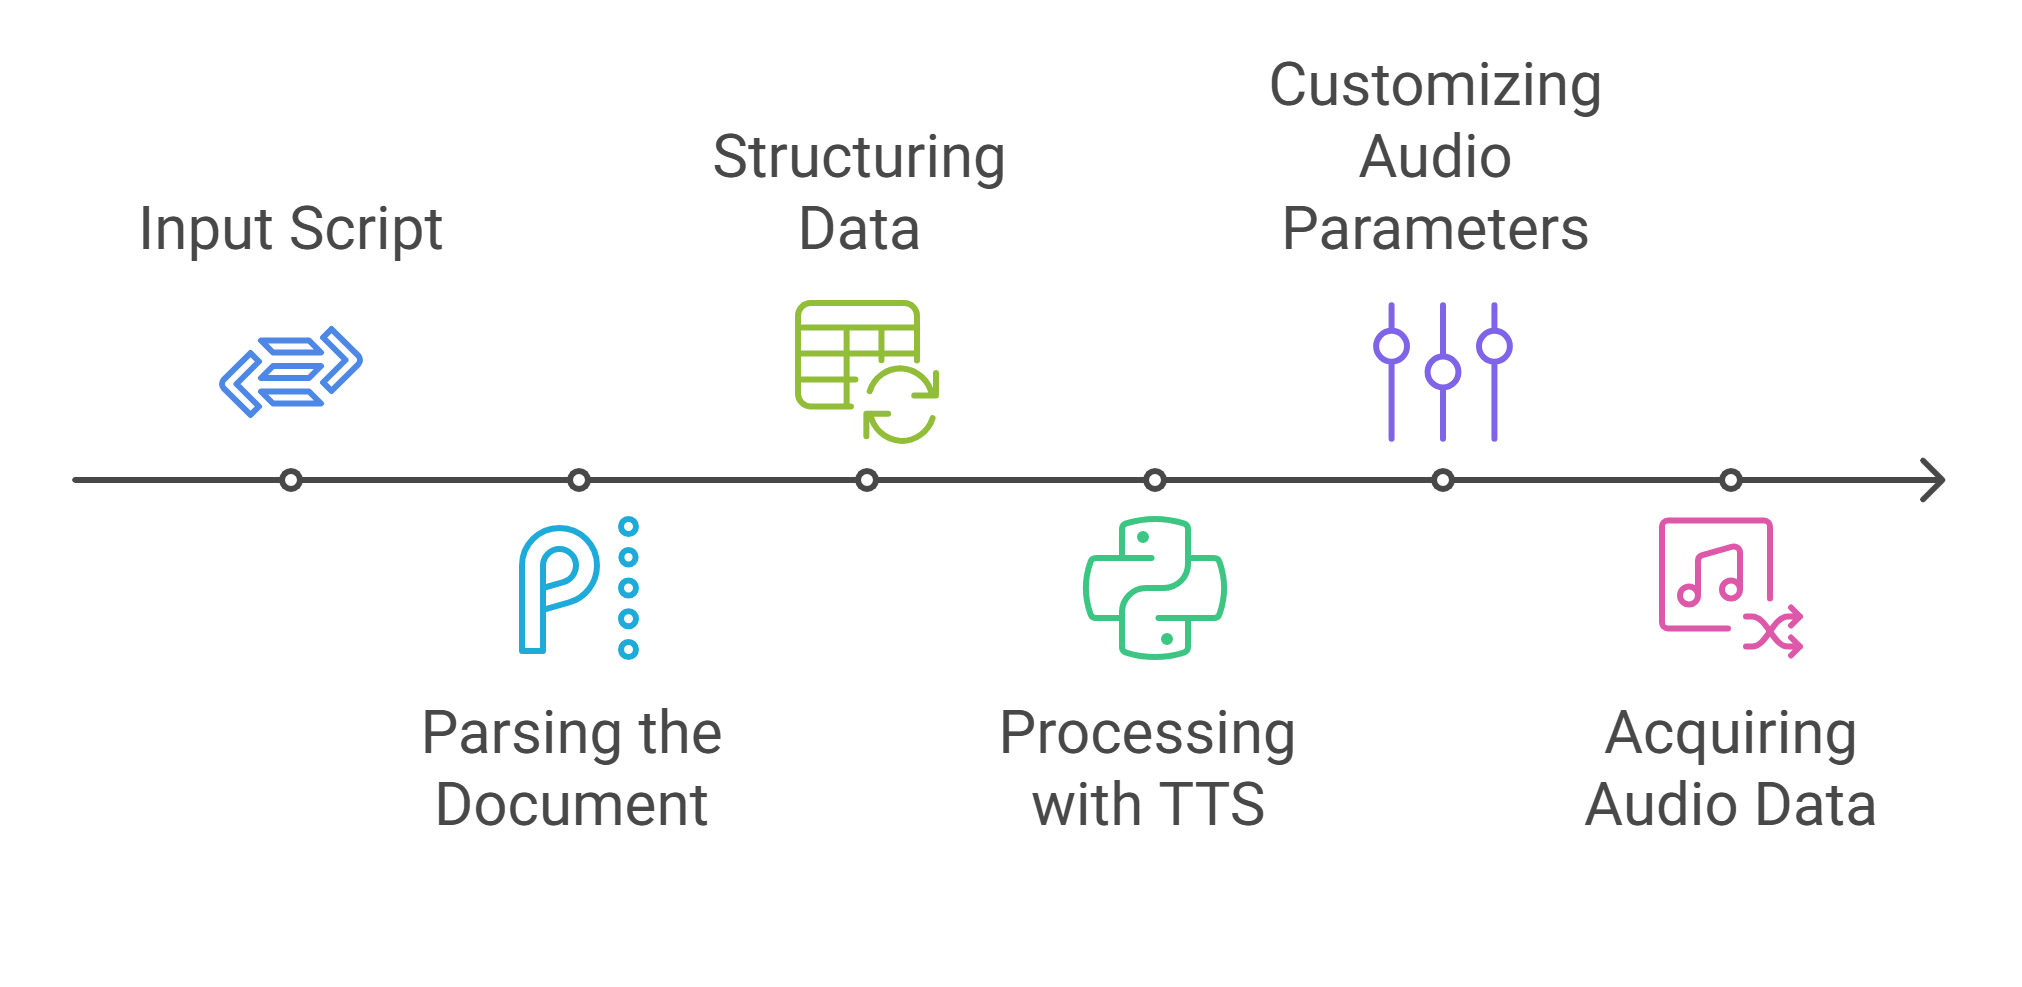 Input Script
Parsing the
Document
Structuring
Data
Processing
with TTS
Customizing
Audio
Parameters
Acquiring
Audio Data